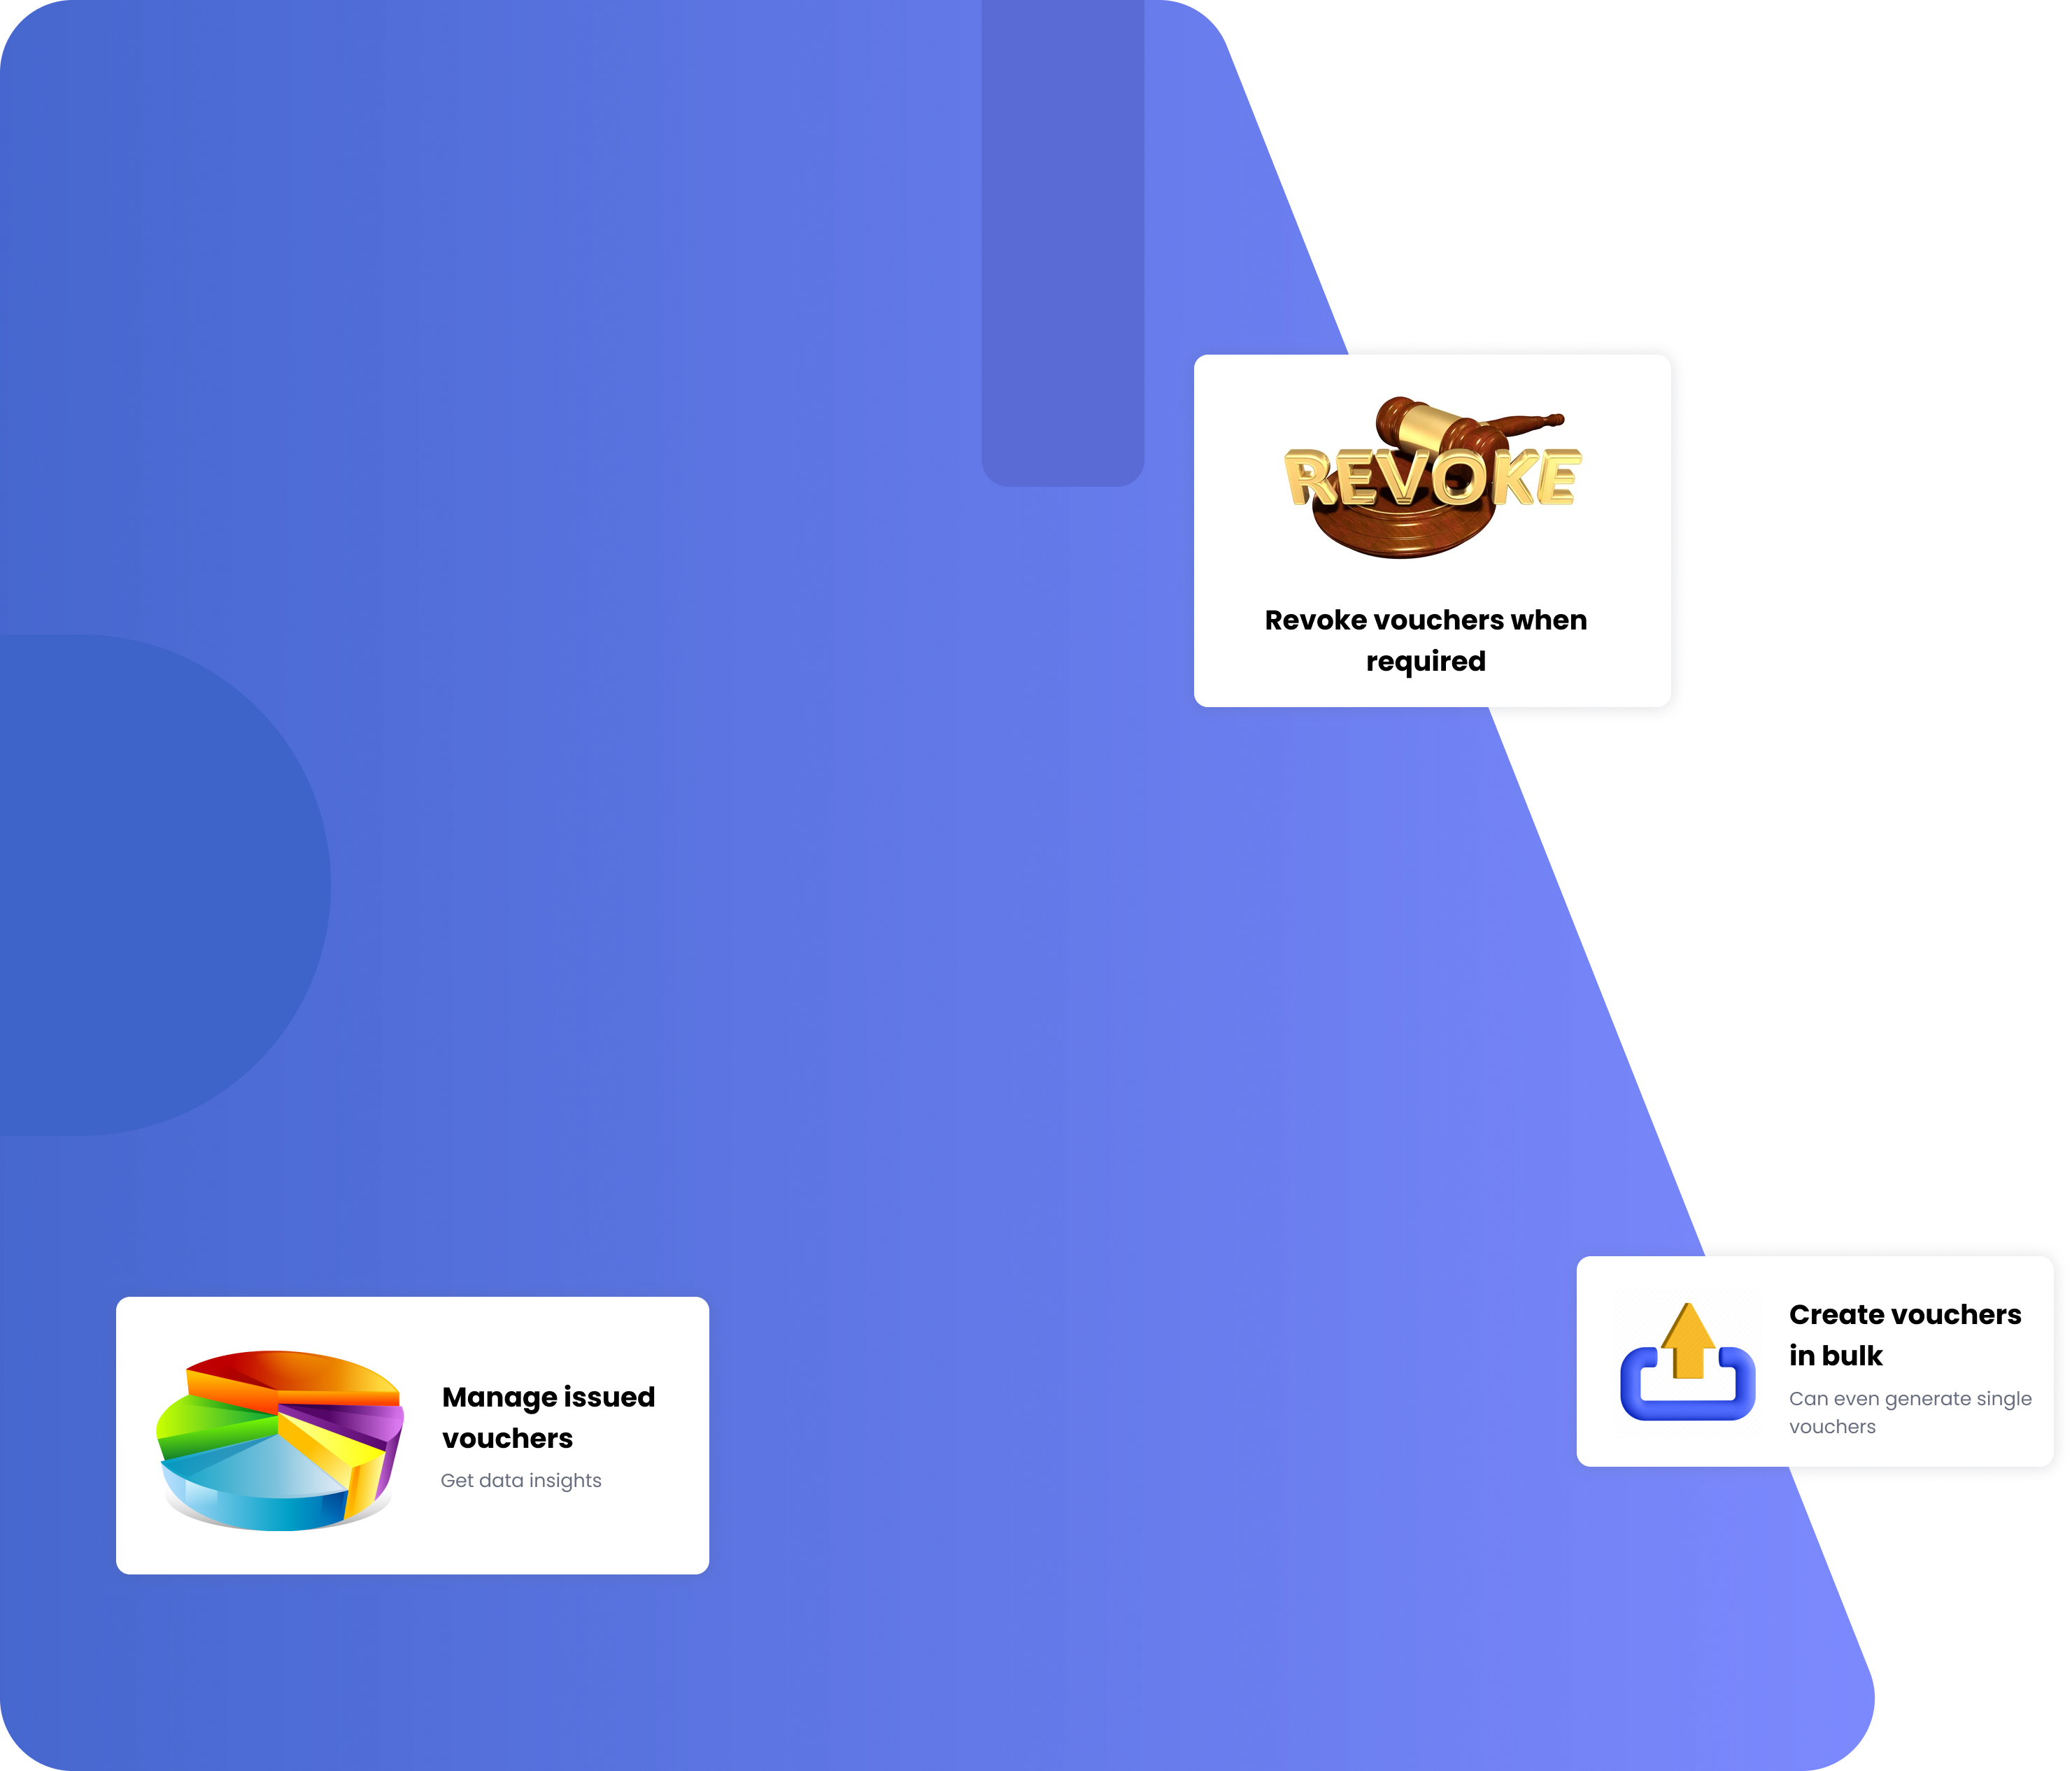 REVOKE
Revoke vouchers when
required
Create vouchers
in bulk
Can even generate single
vouchers
Manage issued
vouchers
Get data insights